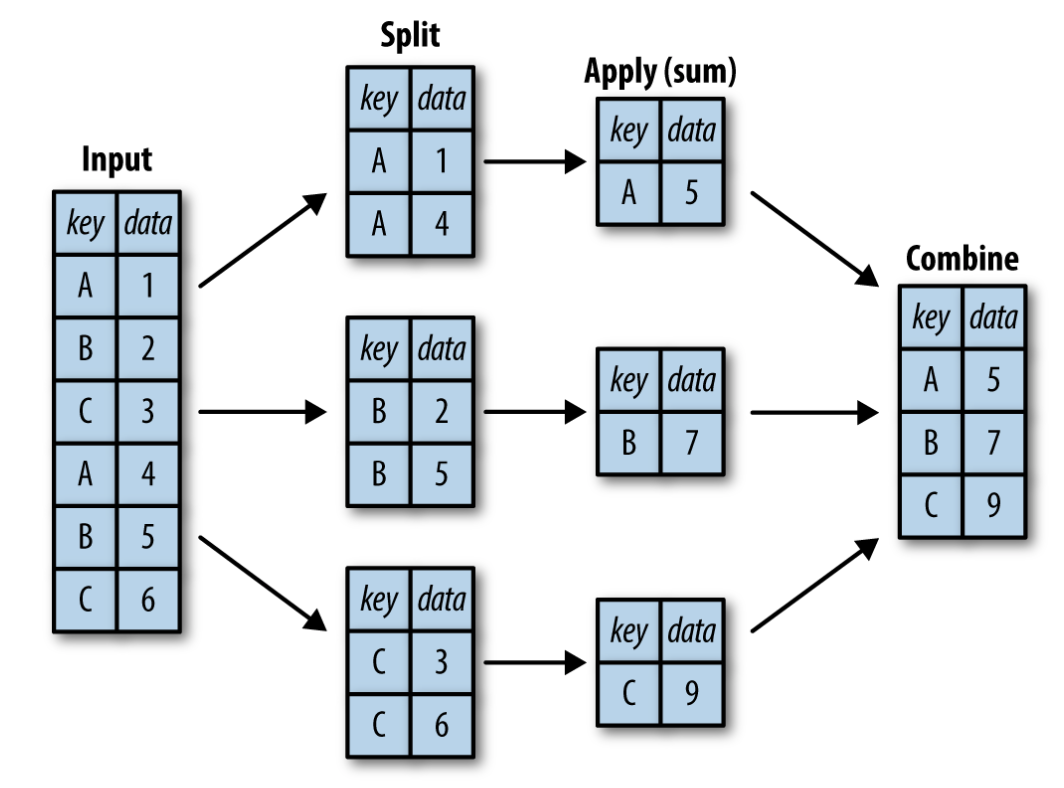 Input
key data
A 1
B 2
C 3
A 4
B 5
C 6
Split
key data
A 1
A 4
key data
B 2
B 5
key data
C 3
C 6
Apply (sum)
key data
A 5
key data
B 7
key data
C 9
Combine
key data
A 5
B 7
C 9